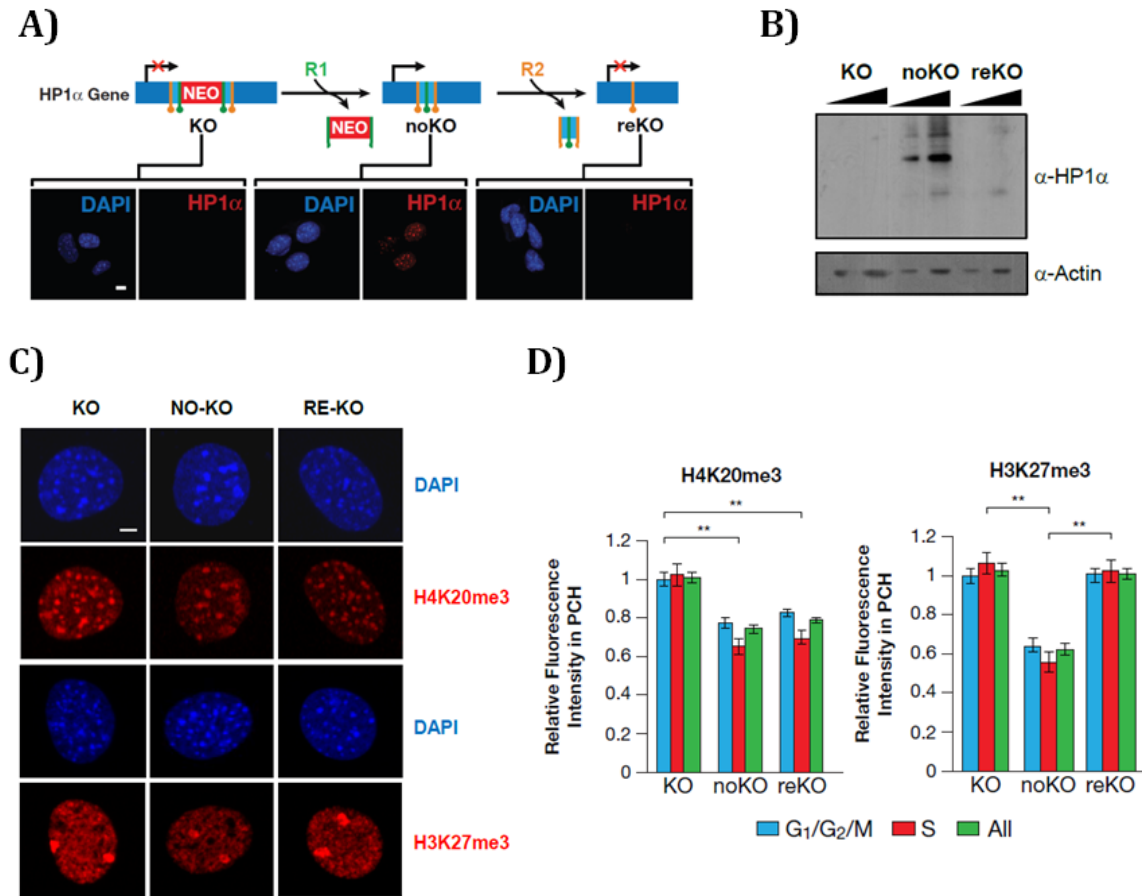 A)
R1
R2
HP1α Gene
NEO
KO
NEO
noKO
reKO
DAPI
HP1α
DAPI
HP1α
DAPI
HP1α
B)
KO noKO reKO
α-HP1α
α-Actin
C)
KO NO-KO RE-KO
DAPI
H4K20me3
DAPI
H3K27me3
D)
H4K20me3
**
**
Relative Fluorescence
Intensity in PCH
1.2
1
0.8
0.6
0.4
0.2
0
KO noKO reKO
H3K27me3
**
**
Relative Fluorescence
Intensity in PCH
1.2
1
0.8
0.6
0.4
0.2
0
KO noKO reKO
G₁/G₂/M S All